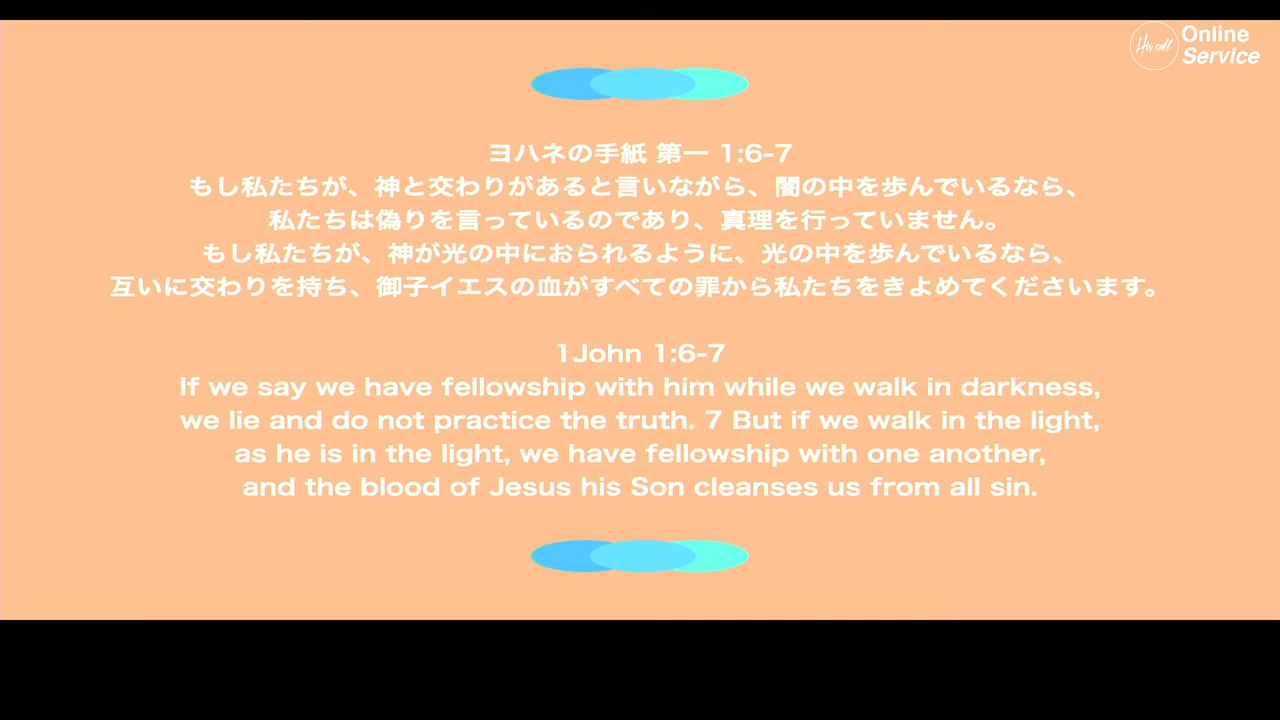 His call
Online
Service
ヨハネの手紙 第一 1:6-7
もし私たちが、神と交わりがあると言いながら、闇の中を歩んでいるなら、
私たちは偽りを言っているのであり、真理を行っていません。
もし私たちが、神が光の中におられるように、光の中を歩んでいるなら、
互いに交わりを持ち、御子イエスの血がすべての罪から私たちをきよめてくださいます。
1John 1:6-7
If we say we have fellowship with him while we walk in darkness,
we lie and do not practice the truth. 7 But if we walk in the light,
as he is in the light, we have fellowship with one another,
and the blood of Jesus his Son cleanses us from all sin.